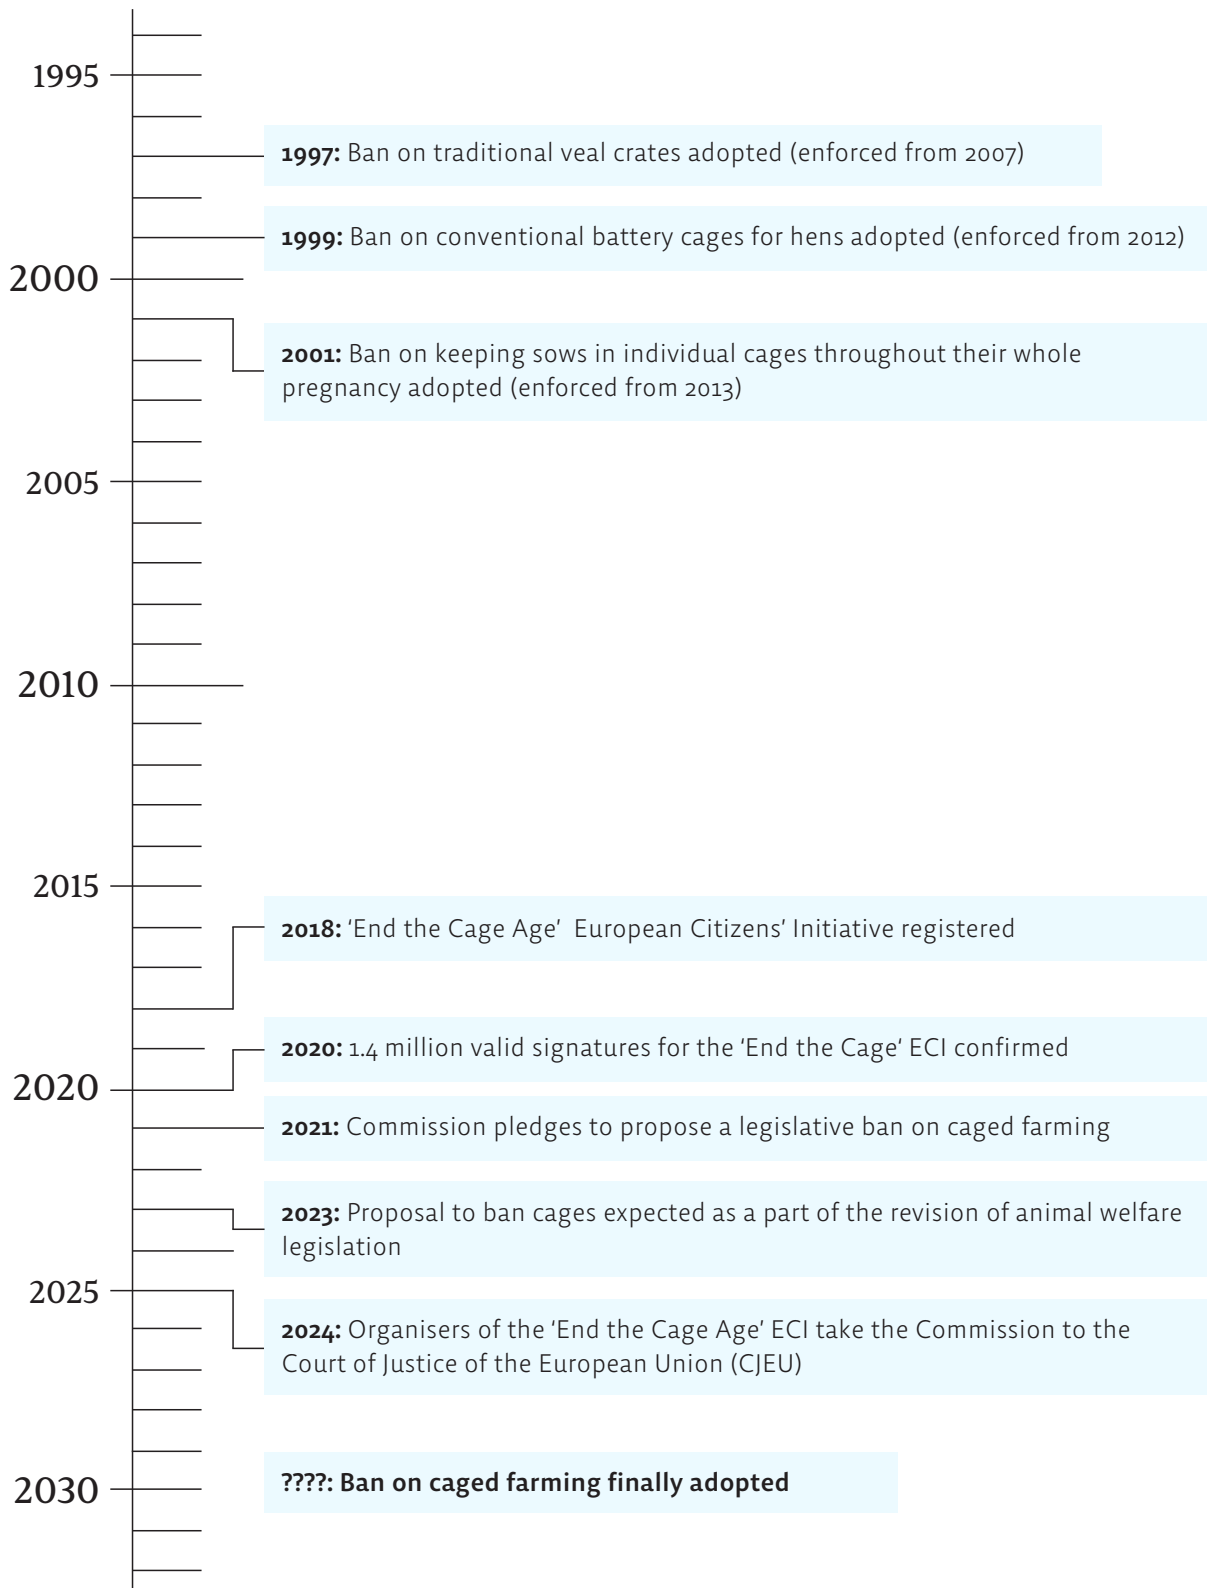 1995
1997: Ban on traditional veal crates adopted (enforced from 2007)
1999: Ban on conventional battery cages for hens adopted (enforced from 2012)
2000
2001: Ban on keeping sows in individual cages throughout their whole
pregnancy adopted (enforced from 2013)
2005
2010
2015
2018: ‘End the Cage Age’  European Citizens’ Initiative registered
2020: 1.4 million valid signatures for the ‘End the Cage‘ ECI confirmed
2020
2021: Commission pledges to propose a legislative ban on caged farming
2023: Proposal to ban cages expected as a part of the revision of animal welfare
legislation
2025
2024: Organisers of the ‘End the Cage Age’ ECI take the Commission to the
Court of Justice of the European Union (CJEU)
????: Ban on caged farming finally adopted
2030